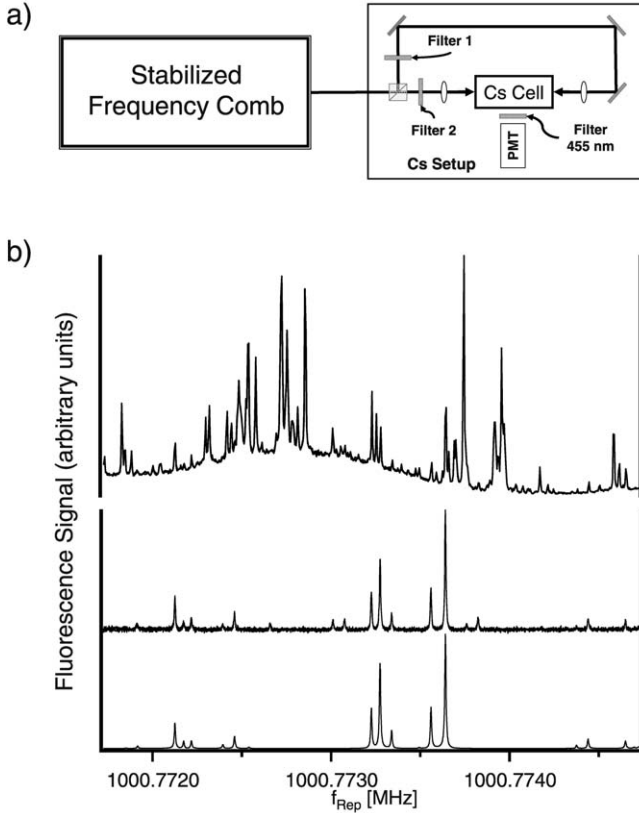 a)
Stabilized
Frequency Comb
Filter 1
Filter 2
Cs Cell
Filter
455 nm
PMT
Cs Setup
b)
Fluorescence Signal (arbitrary units)
1000.7720
1000.7730
1000.7740
fRep [MHz]